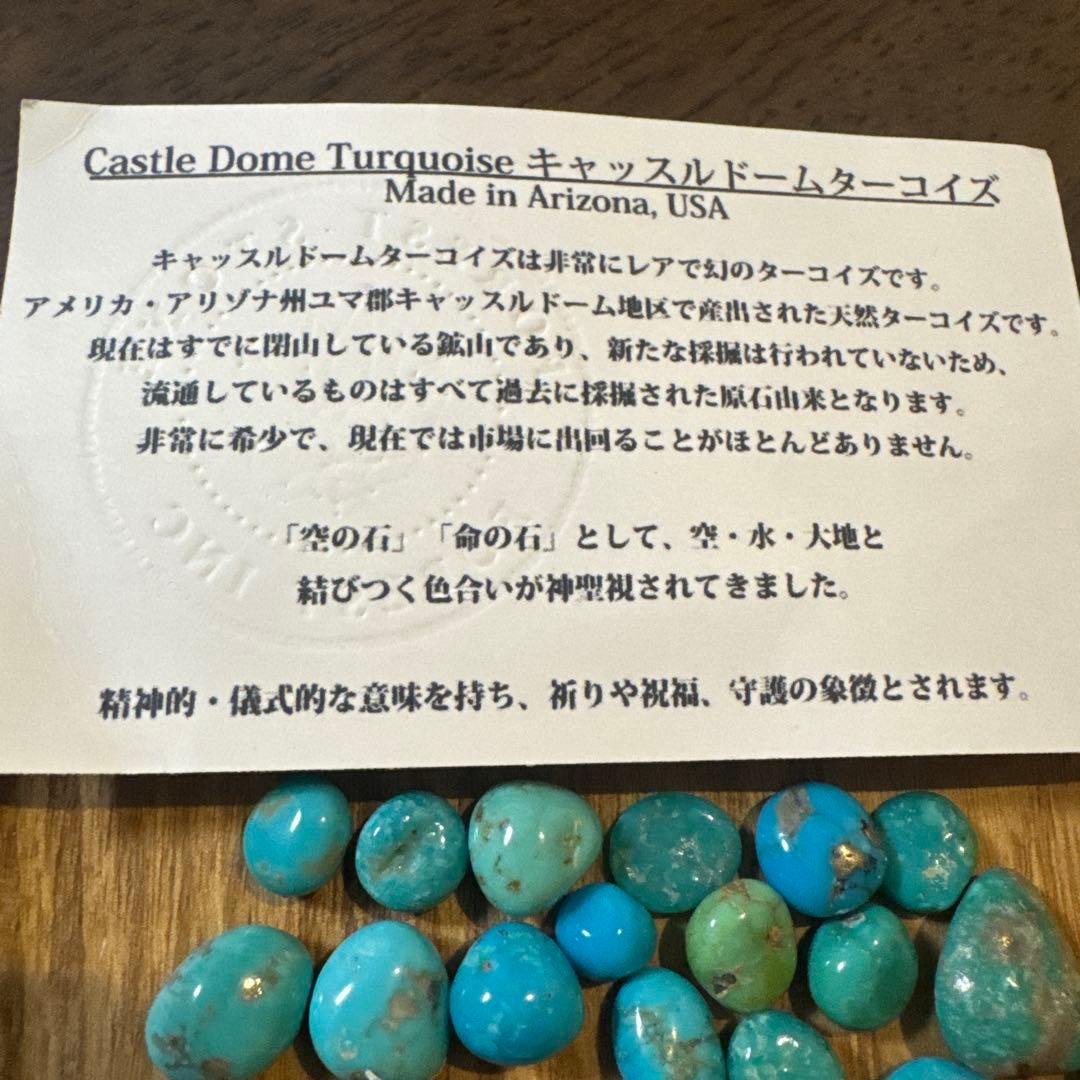 Castle Dome Turquoise キャッスルドームターコイズ
Made in Arizona, USA
キャッスルドームターコイズは非常にレアで幻のターコイズです。
アメリカ・アリゾナ州ユマ郡キャッスルドーム地区で産出された天然ターコイズです。
現在はすでに閉山している鉱山であり、新たな採掘は行われていないため、
流通しているものはすべて過去に採掘された原石由来となります。
非常に希少で、現在では市場に出回ることがほとんどありません。
「空の石」「命の石」として、空・水・大地と
結びつく色合いが神聖視されてきました。
精神的・儀式的な意味を持ち、祈りや祝福、守護の象徴とされます。
INC